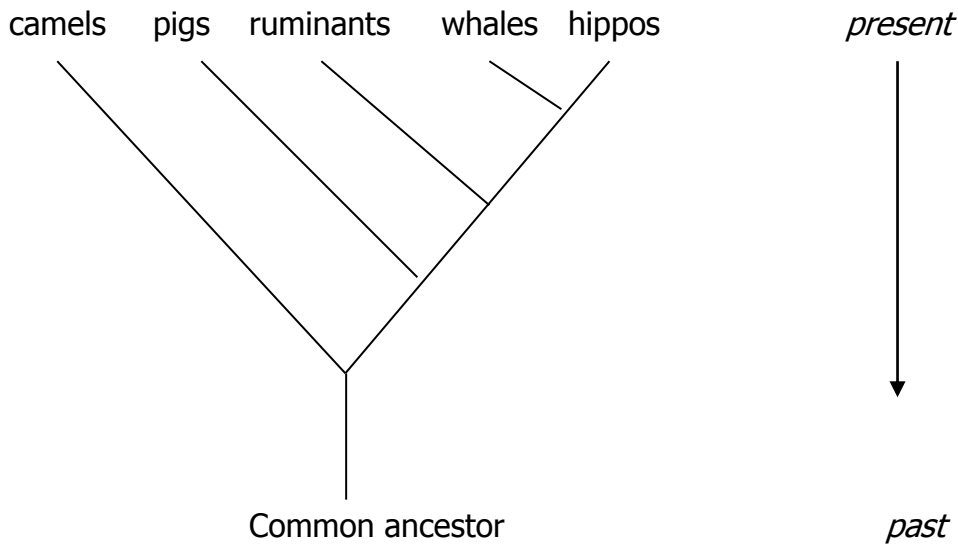 camels pigs ruminants whales hippos present
Common ancestor past